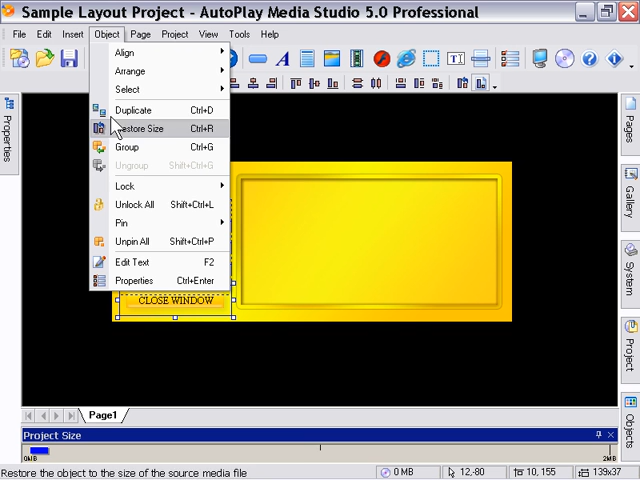 Sample Layout Project - AutoPlay Media Studio 5.0 Professional
File Edit Insert Object Page Project View Tools Help
Align
Arrange
Select
Duplicate Ctrl+D
Restore Size Ctrl+R
Group Ctrl+G
Ungroup Shift+Ctrl+G
Lock
Unlock All Shift+Ctrl+L
Pin
Unpin All Shift+Ctrl+P
Edit Text F2
Properties Ctrl+Enter
Properties
Pages
Gallery
System
Project
Objects
CLOSE WINDOW
Page1
Project Size
0MB 2MB
Restore the object to the size of the source media file 0 MB 12,-80 10, 155 139x37